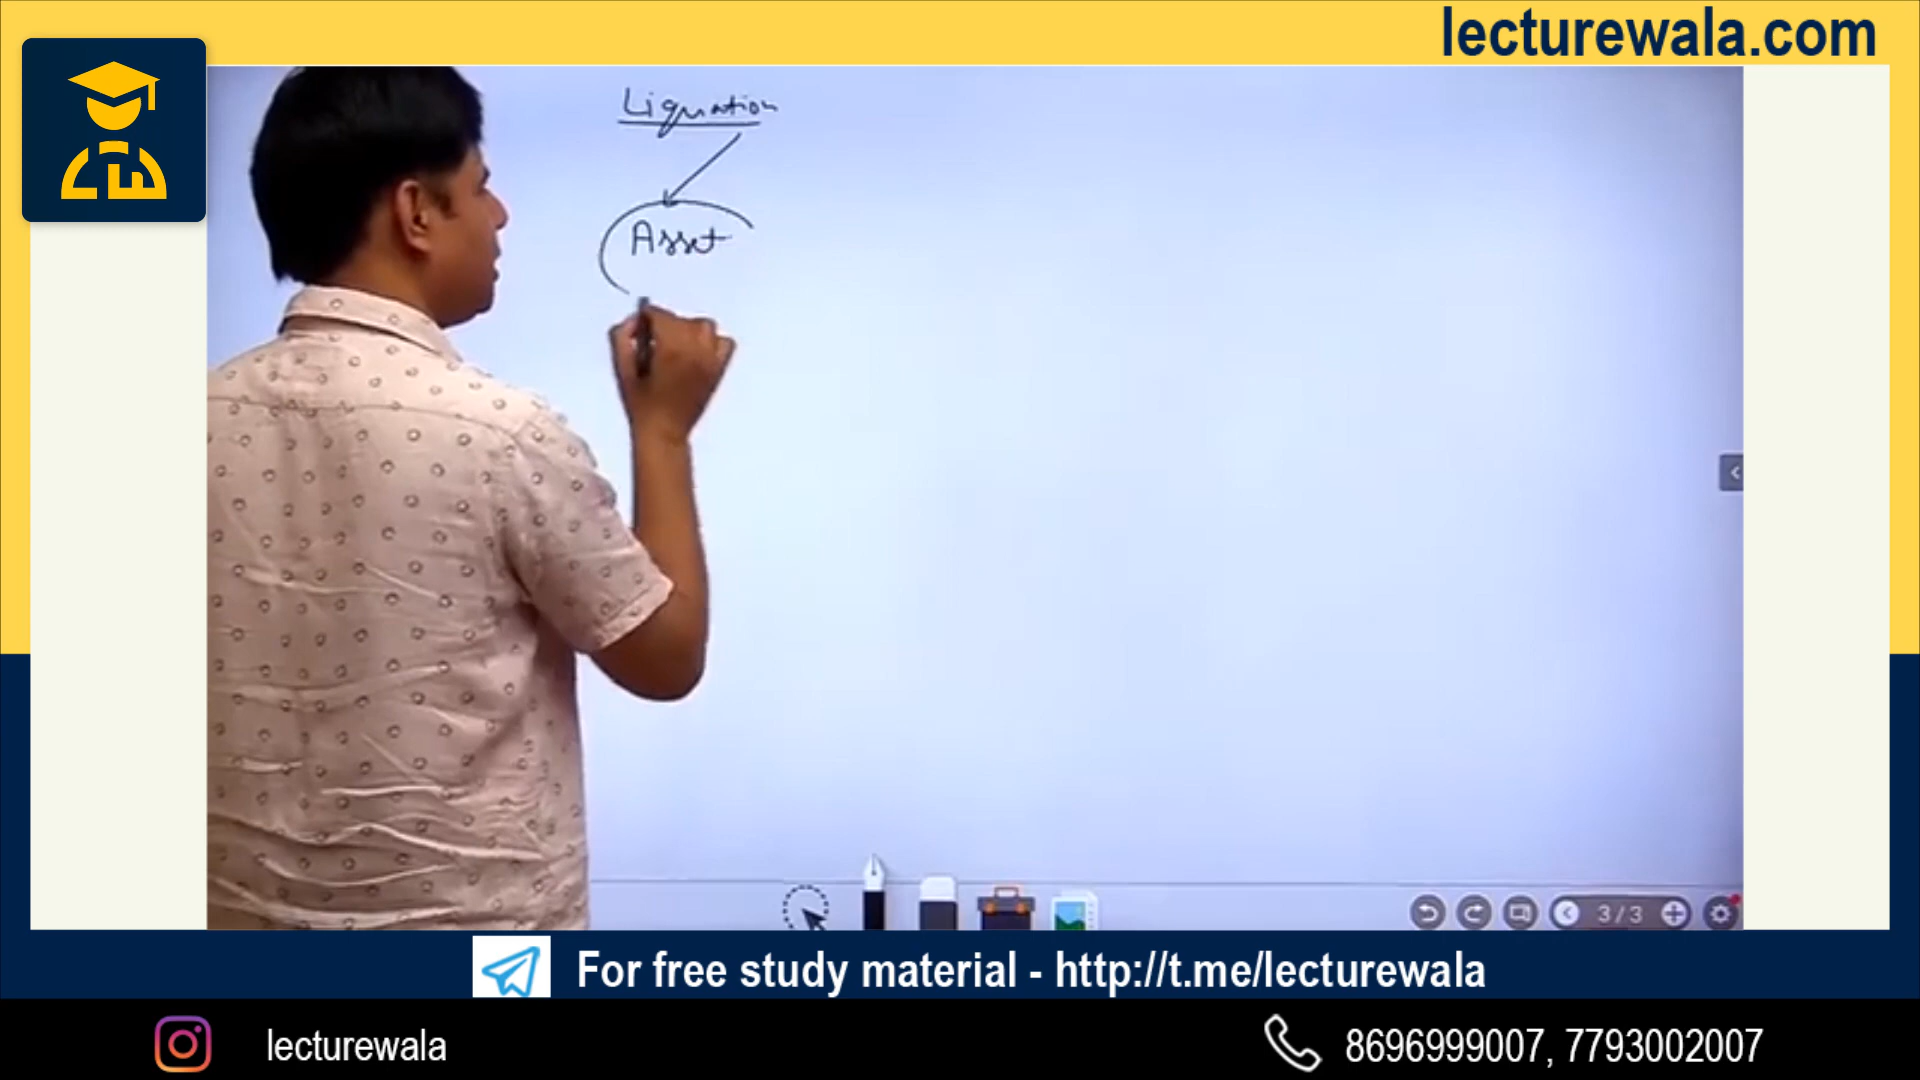 lecturewala.com
Liquation
Asset
3/3
For free study material - http://t.me/lecturewala
lecturewala
8696999007, 7793002007